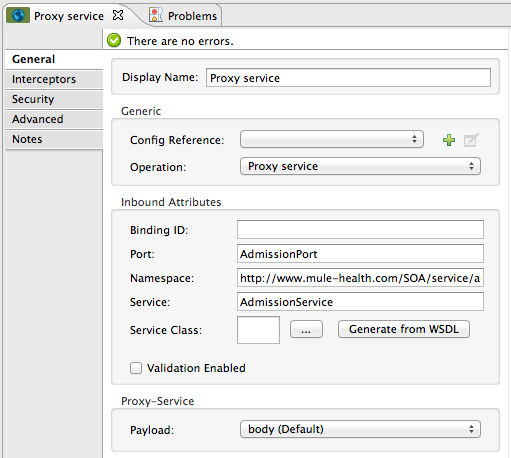 Proxy service
Problems
There are no errors.
General
Interceptors
Security
Advanced
Notes
Display Name: Proxy service
Generic
Config Reference:
Operation: Proxy service
Inbound Attributes
Binding ID:
Port: AdmissionPort
Namespace: http://www.mule-health.com/SOA/service/a
Service: AdmissionService
Service Class: ... Generate from WSDL
Validation Enabled
Proxy-Service
Payload: body (Default)